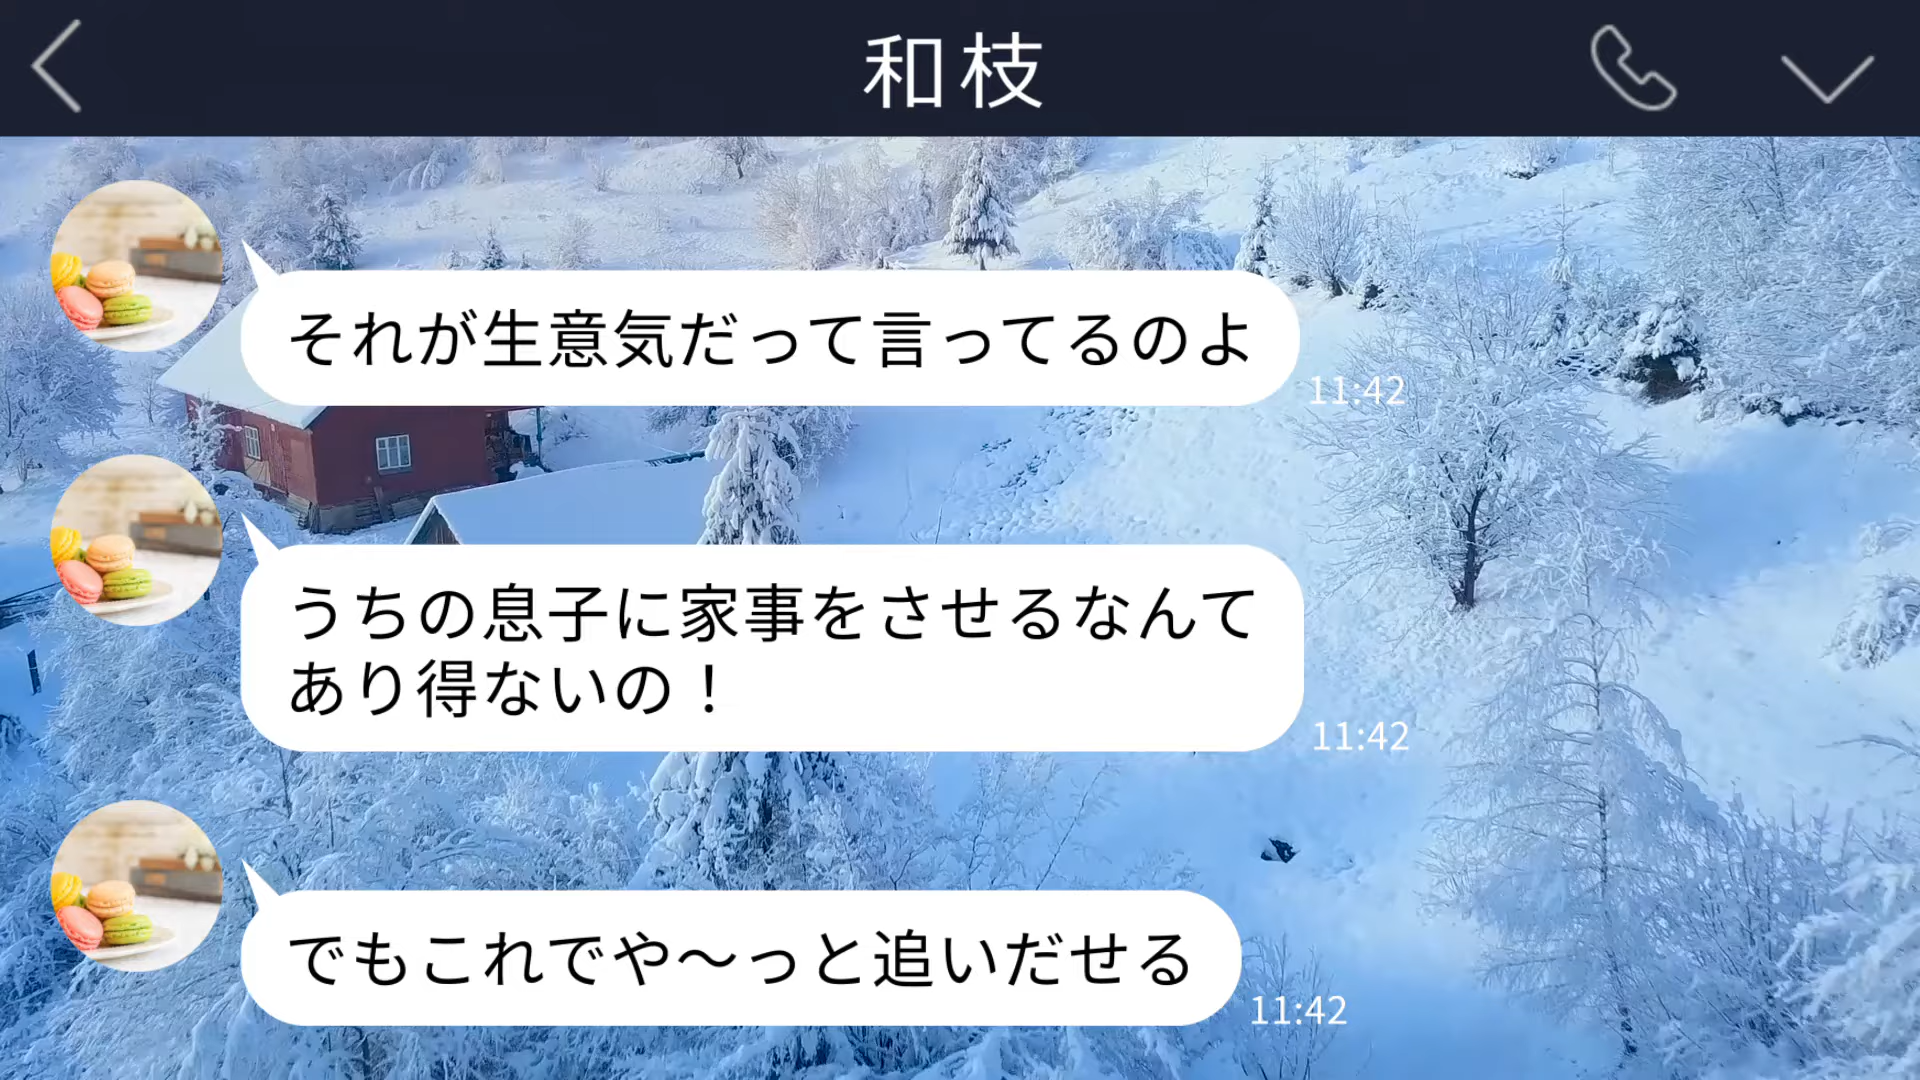 和枝
それが生意気だって言ってるのよ
11:42
うちの息子に家事をさせるなんて
あり得ないの！
11:42
でもこれでや～っと追いだせる
11:42